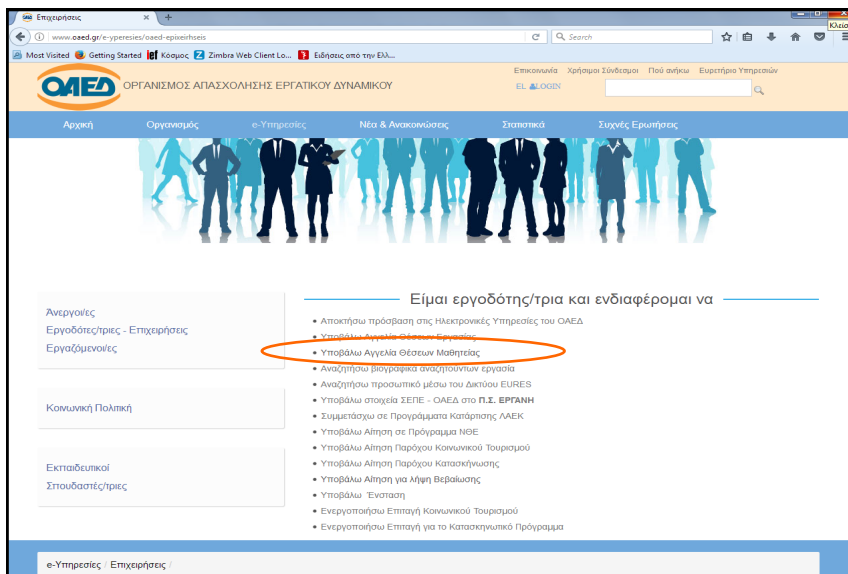 Επιχειρήσεις
www.oaed.gr/e-yperesies/oaed-epixeirhseis
Search
Κλείσ
Most Visited Getting Started Κόσμος Zimbra Web Client Lo... Ειδήσεις από την Ελλ...
Επικοινωνία Χρήσιμοι Σύνδεσμοι Πού ανήκω Ευρετήριο Υπηρεσιών
ΟΑΕΔ ΟΡΓΑΝΙΣΜΟΣ ΑΠΑΣΧΟΛΗΣΗΣ ΕΡΓΑΤΙΚΟΥ ΔΥΝΑΜΙΚΟΥ
EL LOGIN
Αρχική Οργανισμός e-Υπηρεσίες Νέα & Ανακοινώσεις Στατιστικά Συχνές Ερωτήσεις
Άνεργοι/ες
Εργοδότες/τριες - Επιχειρήσεις
Εργαζόμενοι/ες
Κοινωνική Πολιτική
Εκπαιδευτικοί
Σπουδαστές/τριες
Είμαι εργοδότης/τρια και ενδιαφέρομαι να
• Αποκτήσω πρόσβαση στις Ηλεκτρονικές Υπηρεσίες του ΟΑΕΔ
• Υποβάλω Αγγελία Θέσεων Εργασίας
• Υποβάλω Αγγελία Θέσεων Μαθητείας
• Αναζητήσω βιογραφικά αναζητούντων εργασία
• Αναζητήσω προσωπικό μέσω του Δικτύου EURES
• Υποβάλω στοιχεία ΣΕΠΕ - ΟΑΕΔ στο Π.Σ. ΕΡΓΑΝΗ
• Συμμετάσχω σε Προγράμματα Κατάρτισης ΛΑΕΚ
• Υποβάλω Αίτηση σε Πρόγραμμα ΝΘΕ
• Υποβάλω Αίτηση Παρόχου Κοινωνικού Τουρισμού
• Υποβάλω Αίτηση Παρόχου Κατασκήνωσης
• Υποβάλω Αίτηση για λήψη Βεβαίωσης
• Υποβάλω Ένσταση
• Ενεργοποιήσω Επιταγή Κοινωνικού Τουρισμού
• Ενεργοποιήσω Επιταγή για το Κατασκηνωτικό Πρόγραμμα
e-Υπηρεσίες / Επιχειρήσεις /